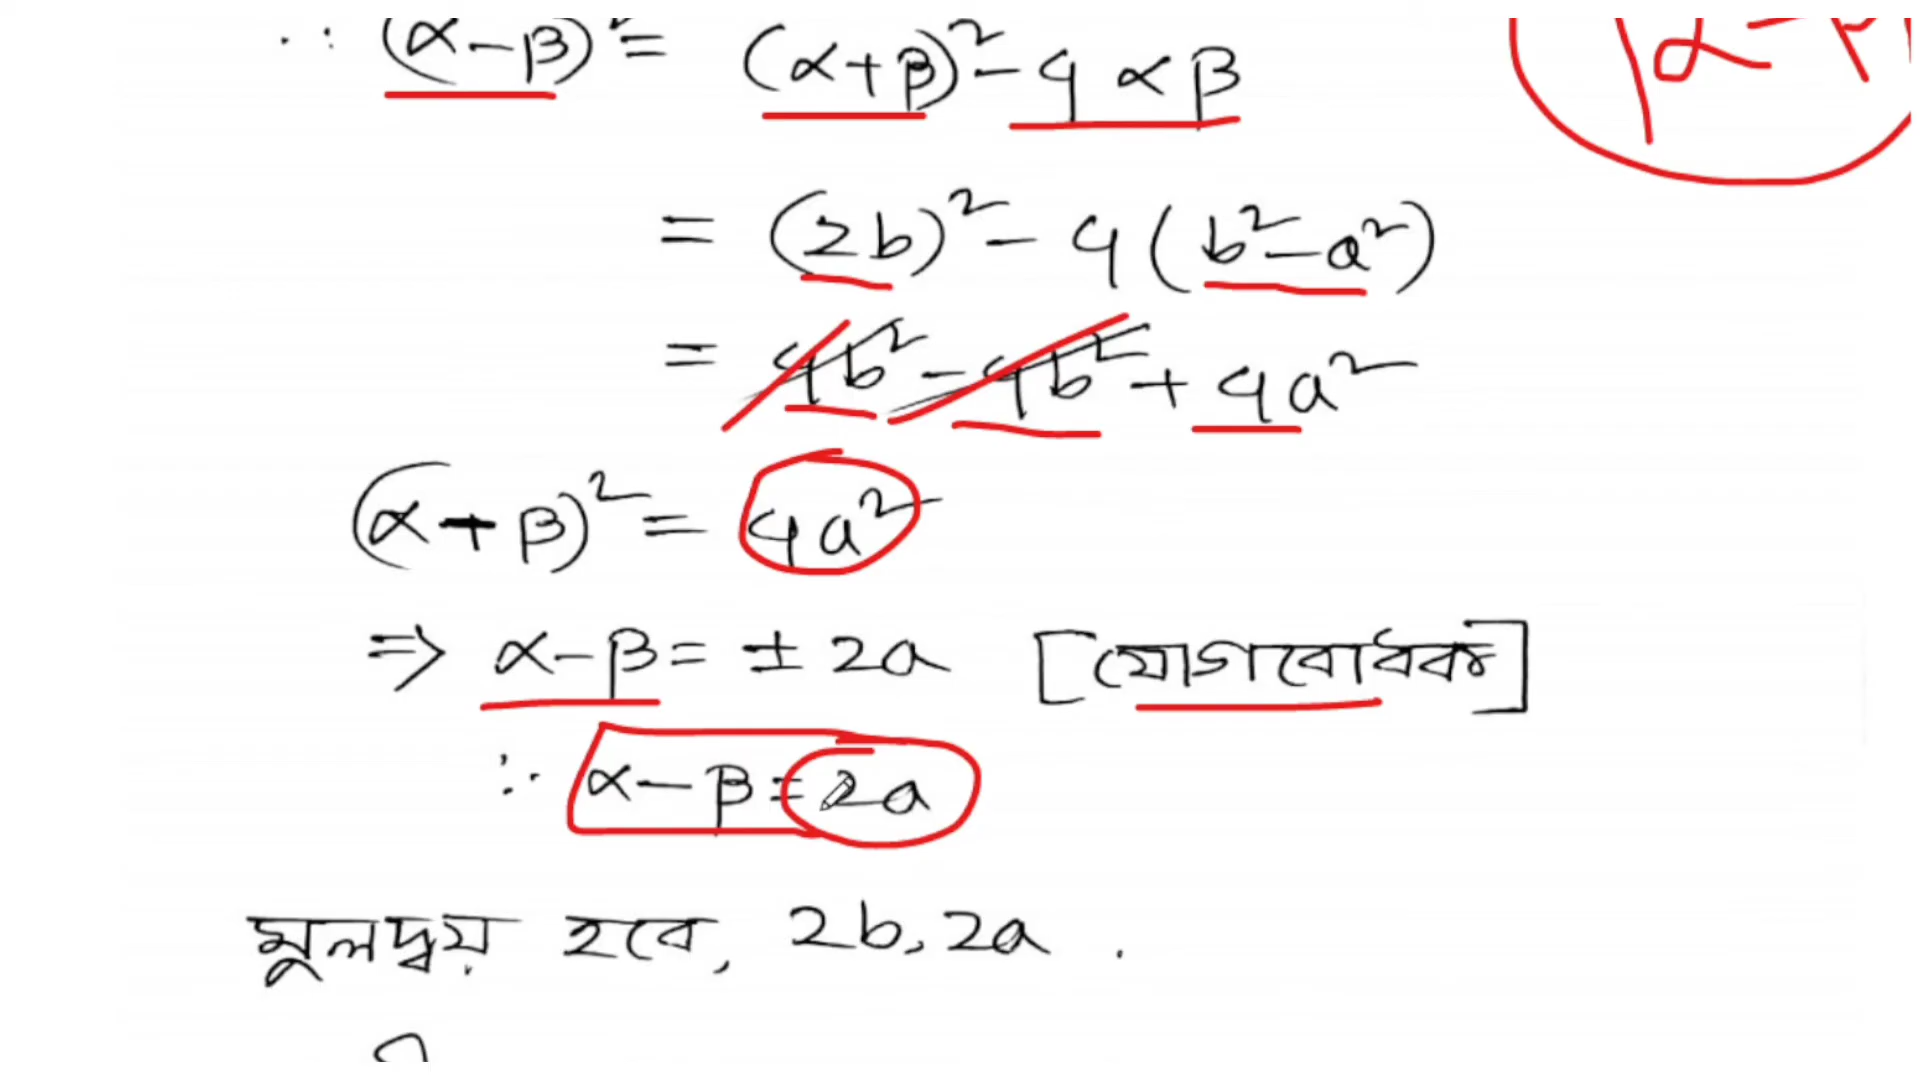 ∴ (α-β)² = (α+β)² - 4αβ
= (2b)² - 4(b² - a²)
= 4b² - 4b² + 4a²
(α+β)² = 4a²
⇒ α-β = ± 2a [যোগবোধক]
∴ α-β = 2a
মুলদ্বয় হবে, 2b, 2a .